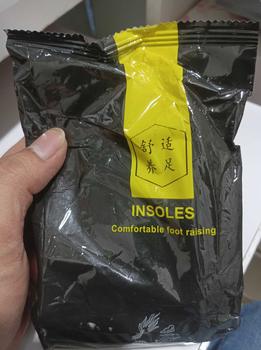 舒适
养足
INSOLES
Comfortable foot raising